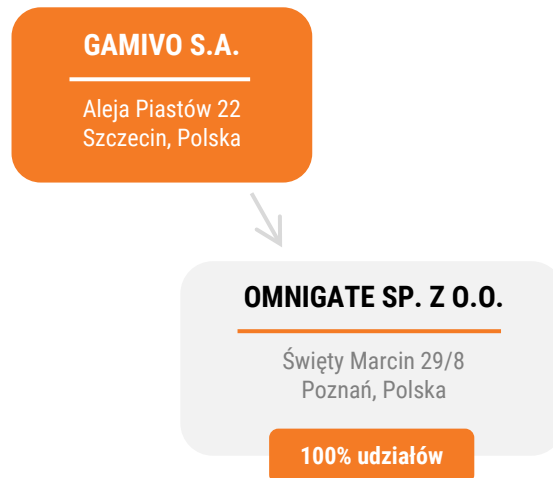 GAMIVO S.A.
Aleja Piastów 22
Szczecin, Polska
OMNIGATE SP. Z O.O.
Święty Marcin 29/8
Poznań, Polska
100% udziałów